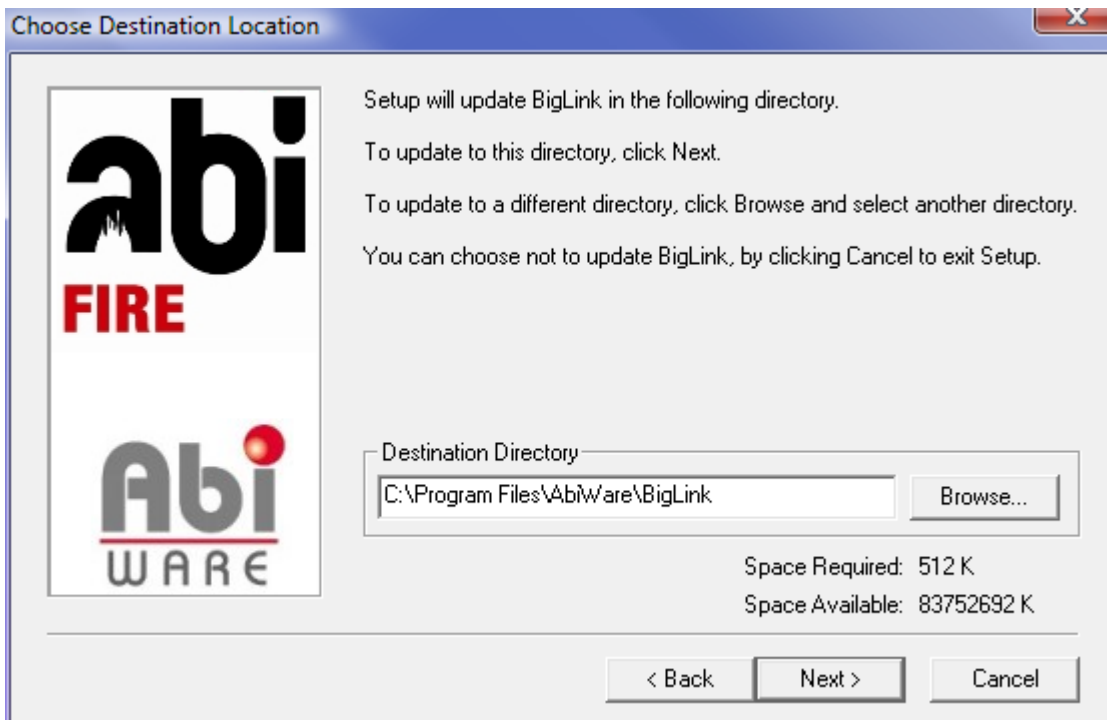 Choose Destination Location
X
abi
FIRE
Abi
WARE
Setup will update BigLink in the following directory.
To update to this directory, click Next.
To update to a different directory, click Browse and select another directory.
You can choose not to update BigLink, by clicking Cancel to exit Setup.
Destination Directory
C:\Program Files\AbiWare\BigLink
Browse...
Space Required: 512 K
Space Available: 83752692 K
< Back Next > Cancel